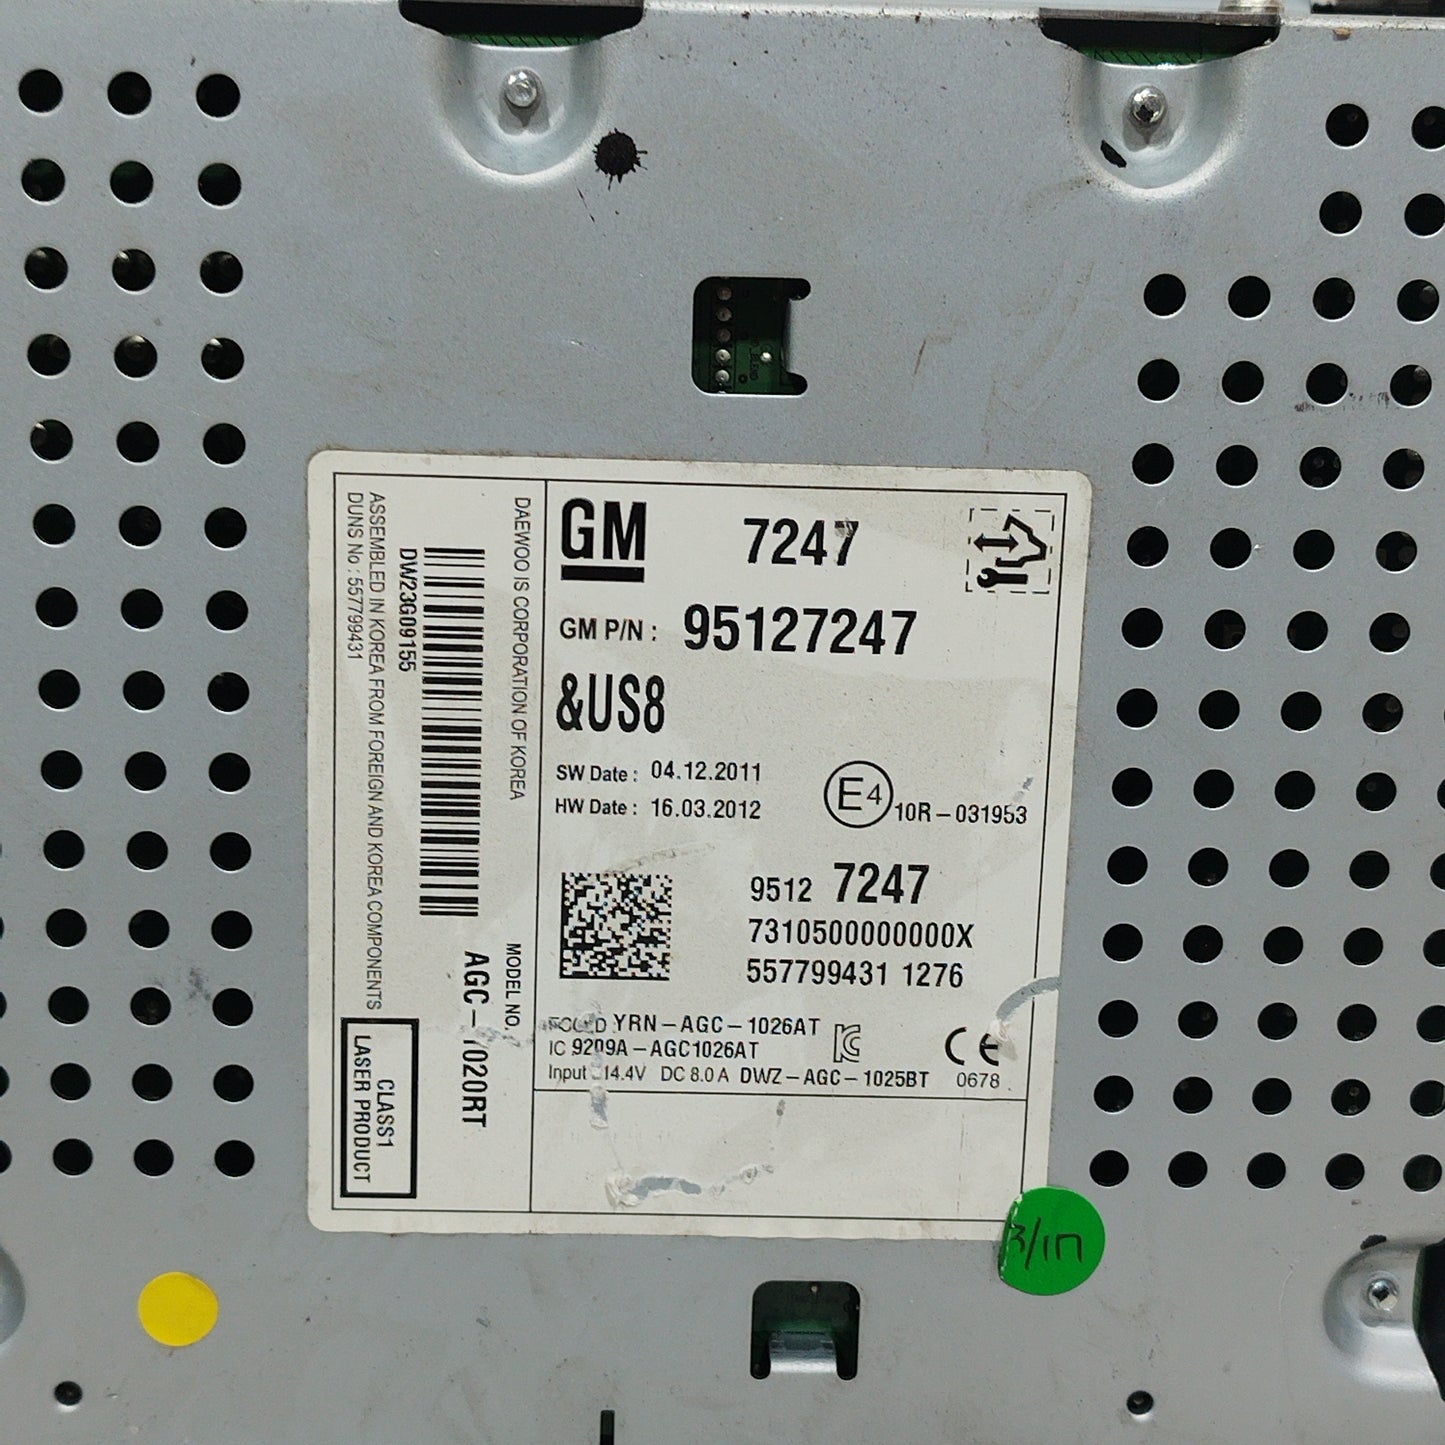 GM 7247
GM P/N : 95127247
&US8
SW Date : 04.12.2011
HW Date : 16.03.2012
E4 10R-031953
9512 7247
7310500000000X
557799431 1276
YRN-AGC-1026AT
IC 9209A-AGC1026AT
Input 14.4V DC 8.0 A DWZ-AGC-1025BT
CE 0678
DAEWOO IS CORPORATION OF KOREA
MODEL NO.
DW23G09155
ASSEMBLED IN KOREA FROM FOREIGN AND KOREA COMPONENTS
DUNS No : 557799431
CLASS1
LASER PRODUCT